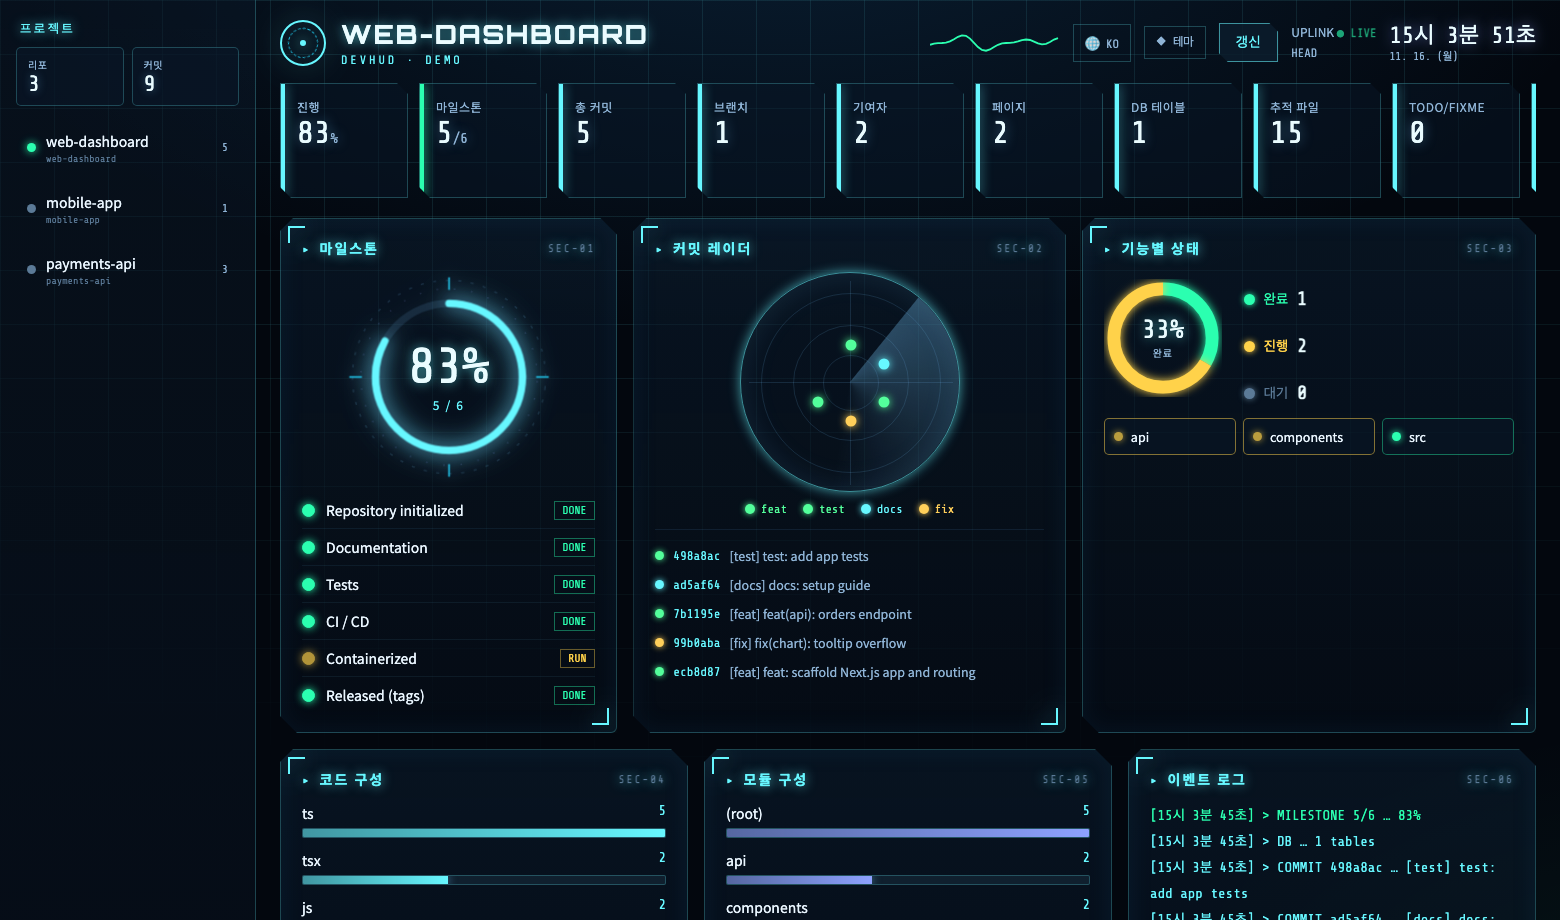 프로젝트
리포
3
커밋
9
web-dashboard
web-dashboard
5
mobile-app
mobile-app
1
payments-api
payments-api
3
WEB-DASHBOARD
DEVHUD · DEMO
KO
테마
갱신
UPLINK LIVE
HEAD
15시 3분 51초
11. 16. (월)
진행
83%
마일스톤
5/6
총 커밋
5
브랜치
1
기여자
2
페이지
2
DB 테이블
1
추적 파일
15
TODO/FIXME
0
마일스톤
SEC-01
83%
5 / 6
Repository initialized DONE
Documentation DONE
Tests DONE
CI / CD DONE
Containerized RUN
Released (tags) DONE
커밋 레이더
SEC-02
feat test docs fix
498a8ac [test] test: add app tests
ad5af64 [docs] docs: setup guide
7b1195e [feat] feat(api): orders endpoint
99b0aba [fix] fix(chart): tooltip overflow
ecb8d87 [feat] feat: scaffold Next.js app and routing
기능별 상태
SEC-03
33%
완료
완료 1
진행 2
대기 0
api
components
src
코드 구성
SEC-04
ts 5
tsx 2
js 2
모듈 구성
SEC-05
(root) 5
api 2
components 2
이벤트 로그
SEC-06
[15시 3분 45초] > MILESTONE 5/6 … 83%
[15시 3분 45초] > DB … 1 tables
[15시 3분 45초] > COMMIT 498a8ac … [test] test:
add app tests
[15시 3분 45초] > COMMIT ad5af64 … [docs] docs: